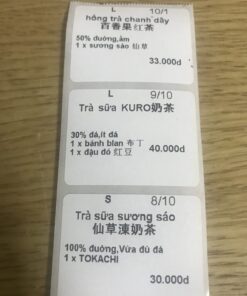 L 10/1
hồng trà chanh dây
百香果红茶
50% đường,ấm
1 x sương sáo 仙草
33.000đ
L 9/10
Trà sữa KURO奶茶
30% đá,ít đá
1 x bánh blan 布丁
1 x đậu đỏ 红豆
40.000đ
S 8/10
Trà sữa sương sáo
仙草凍奶茶
100% đường,Vừa đủ đá
1 x TOKACHI
30.000đ